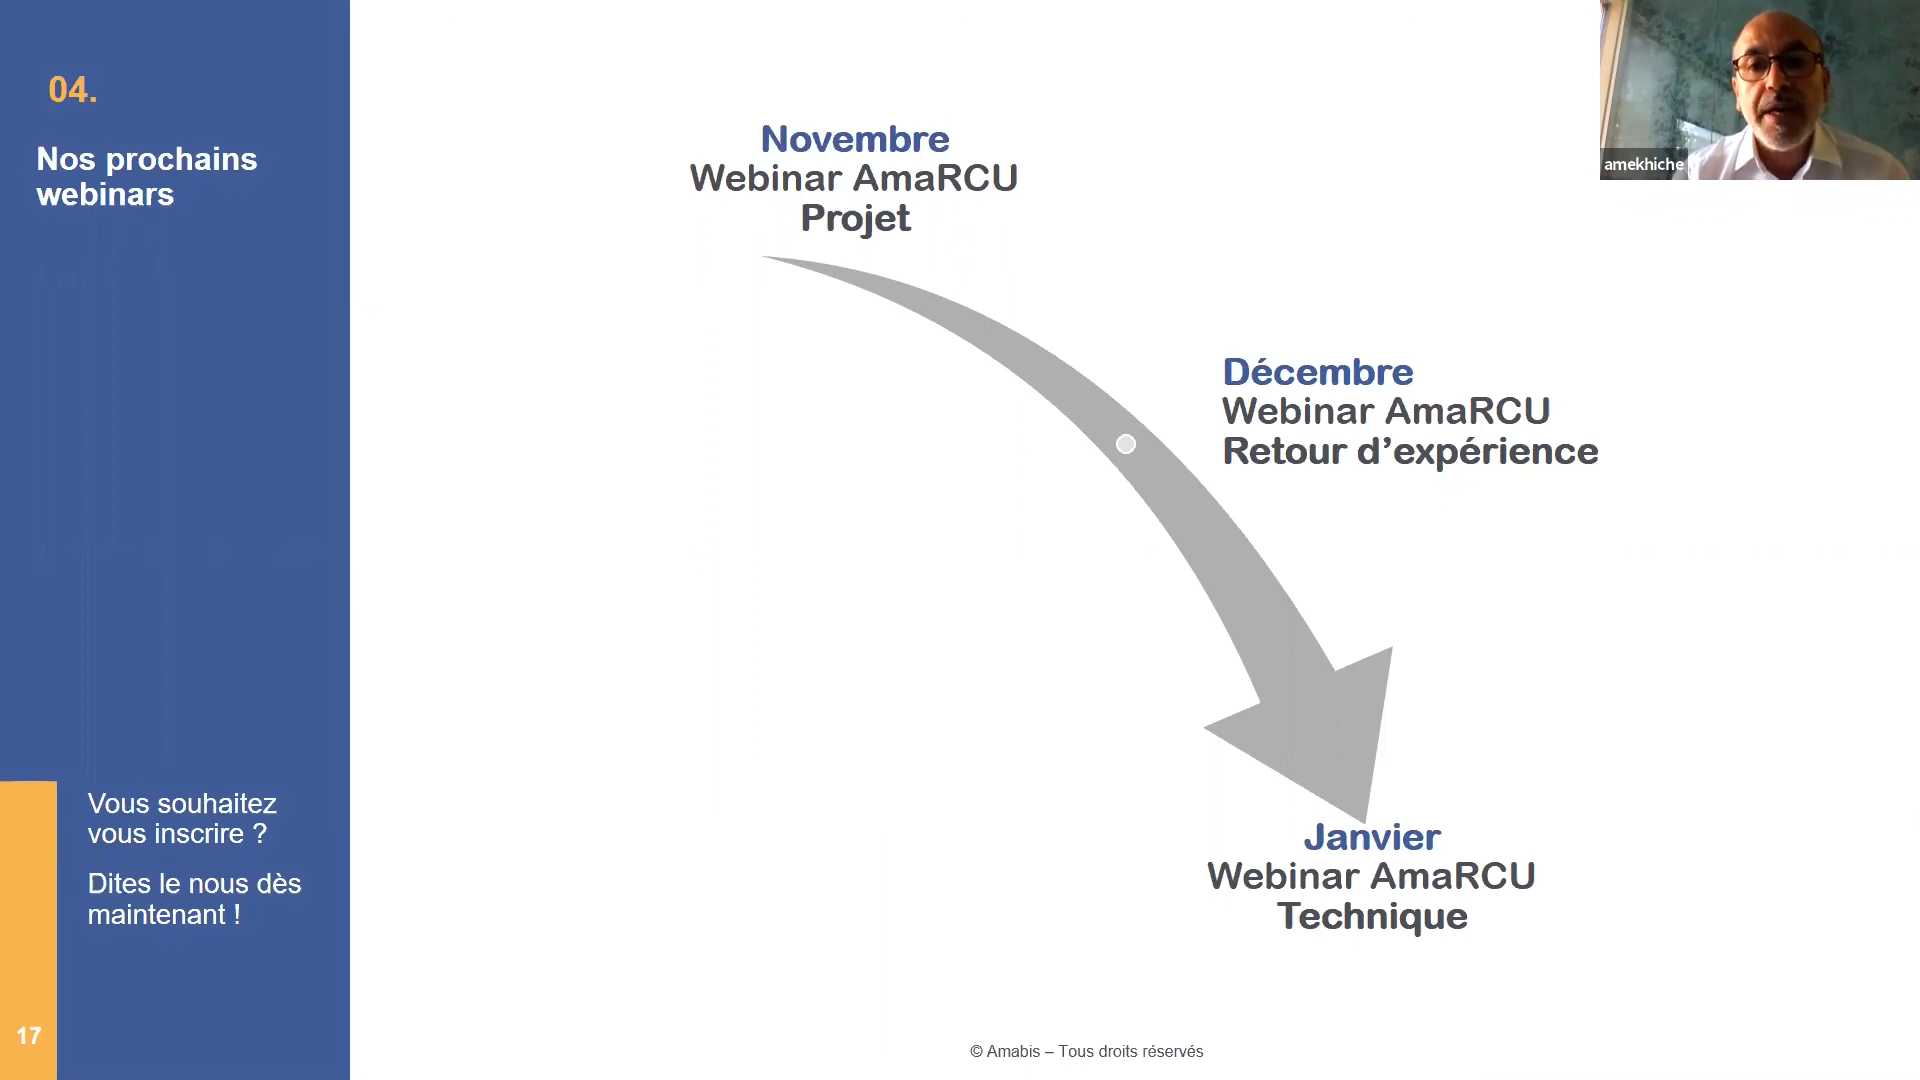 04.
Nos prochains
webinars
Novembre
Webinar AmaRCU
Projet
amekhiche
Décembre
Webinar AmaRCU
Retour d’expérience
Janvier
Webinar AmaRCU
Technique
Vous souhaitez
vous inscrire ?
Dites le nous dès
maintenant !
17
© Amabis – Tous droits réservés